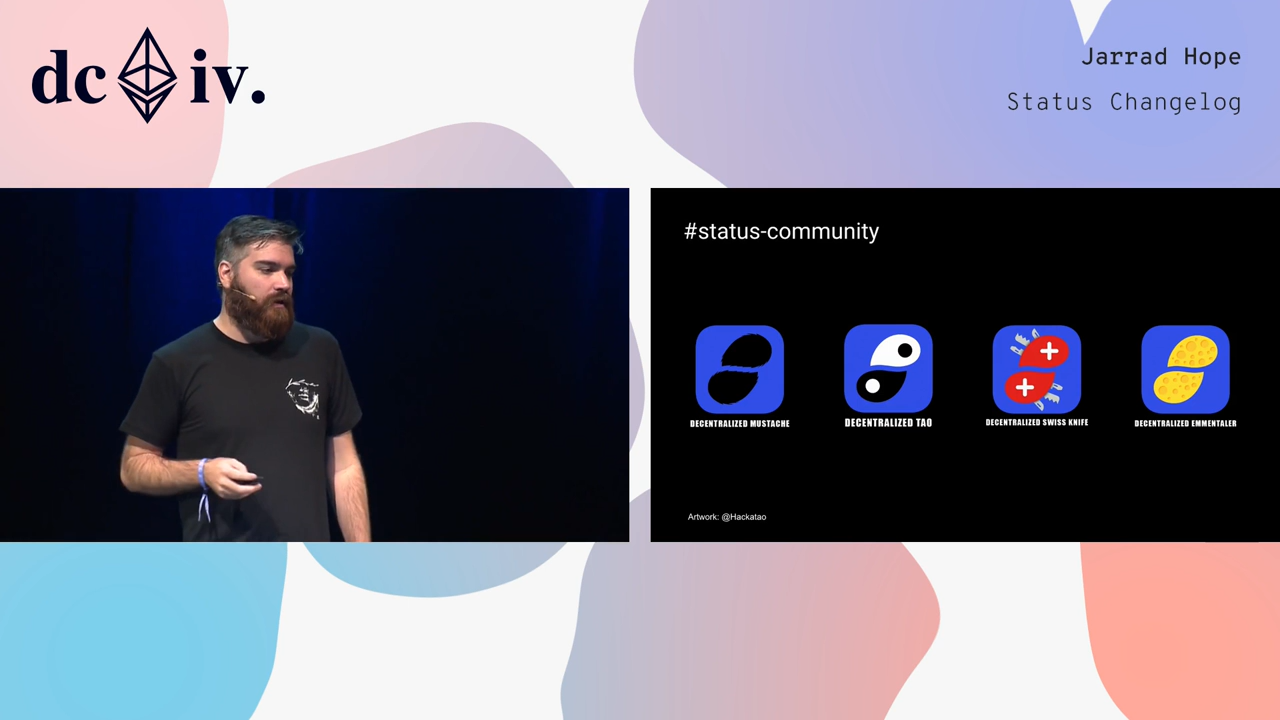 dc iv.
Jarrad Hope
Status Changelog
#status-community
DECENTRALIZED MUSTACHE
DECENTRALIZED TAO
DECENTRALIZED SWISS KNIFE
DECENTRALIZED EMMENTALER
Artwork: @Hackatao